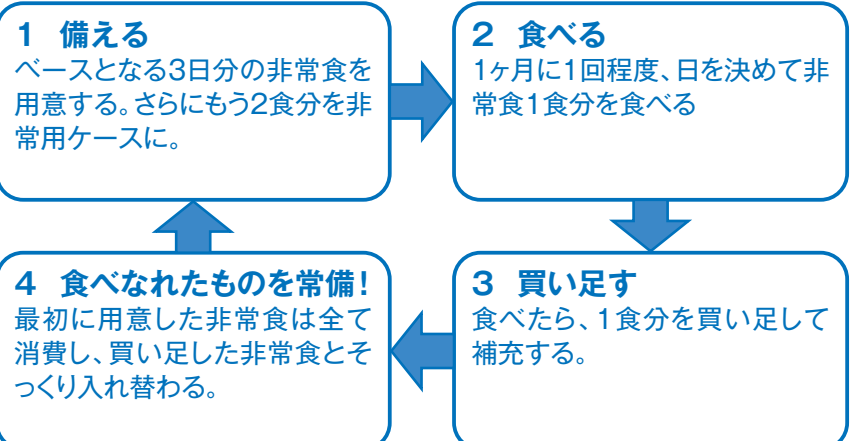 1 備える
ベースとなる3日分の非常食を
用意する。さらにもう2食分を非
常用ケースに。
2 食べる
1ヶ月に1回程度、日を決めて非
常食1食分を食べる
3 買い足す
食べたら、1食分を買い足して
補充する。
4 食べなれたものを常備!
最初に用意した非常食は全て
消費し、買い足した非常食とそ
っくり入れ替わる。